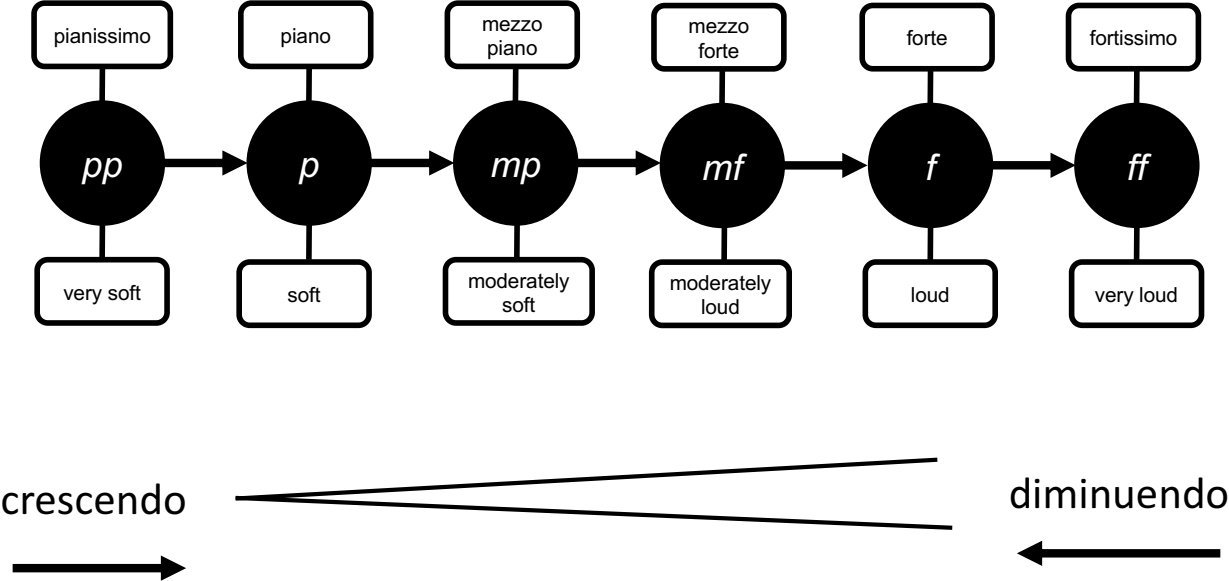 pianissimo
piano
mezzo
piano
mezzo
forte
forte
fortissimo
pp
p
mp
mf
f
ff
very soft
soft
moderately
soft
moderately
loud
loud
very loud
crescendo
diminuendo